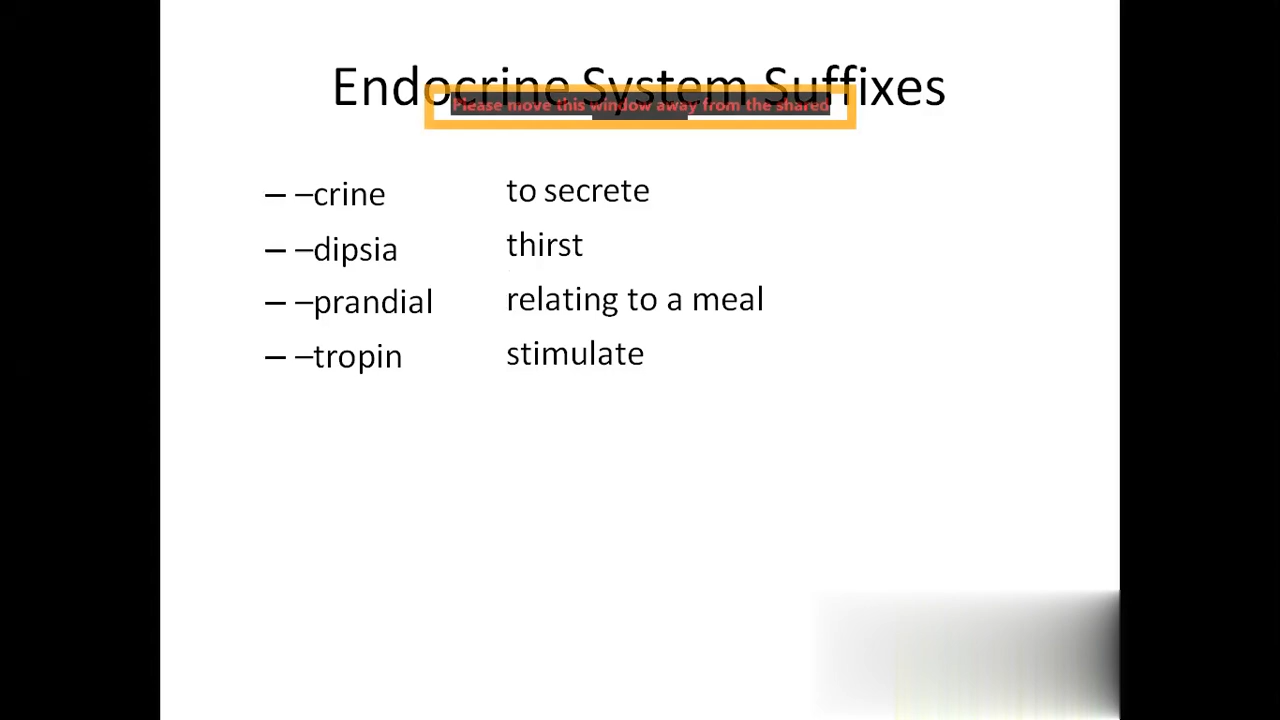 Endocrine System Suffixes
Please move this window away from the shared
– –crine to secrete
– –dipsia thirst
– –prandial relating to a meal
– –tropin stimulate